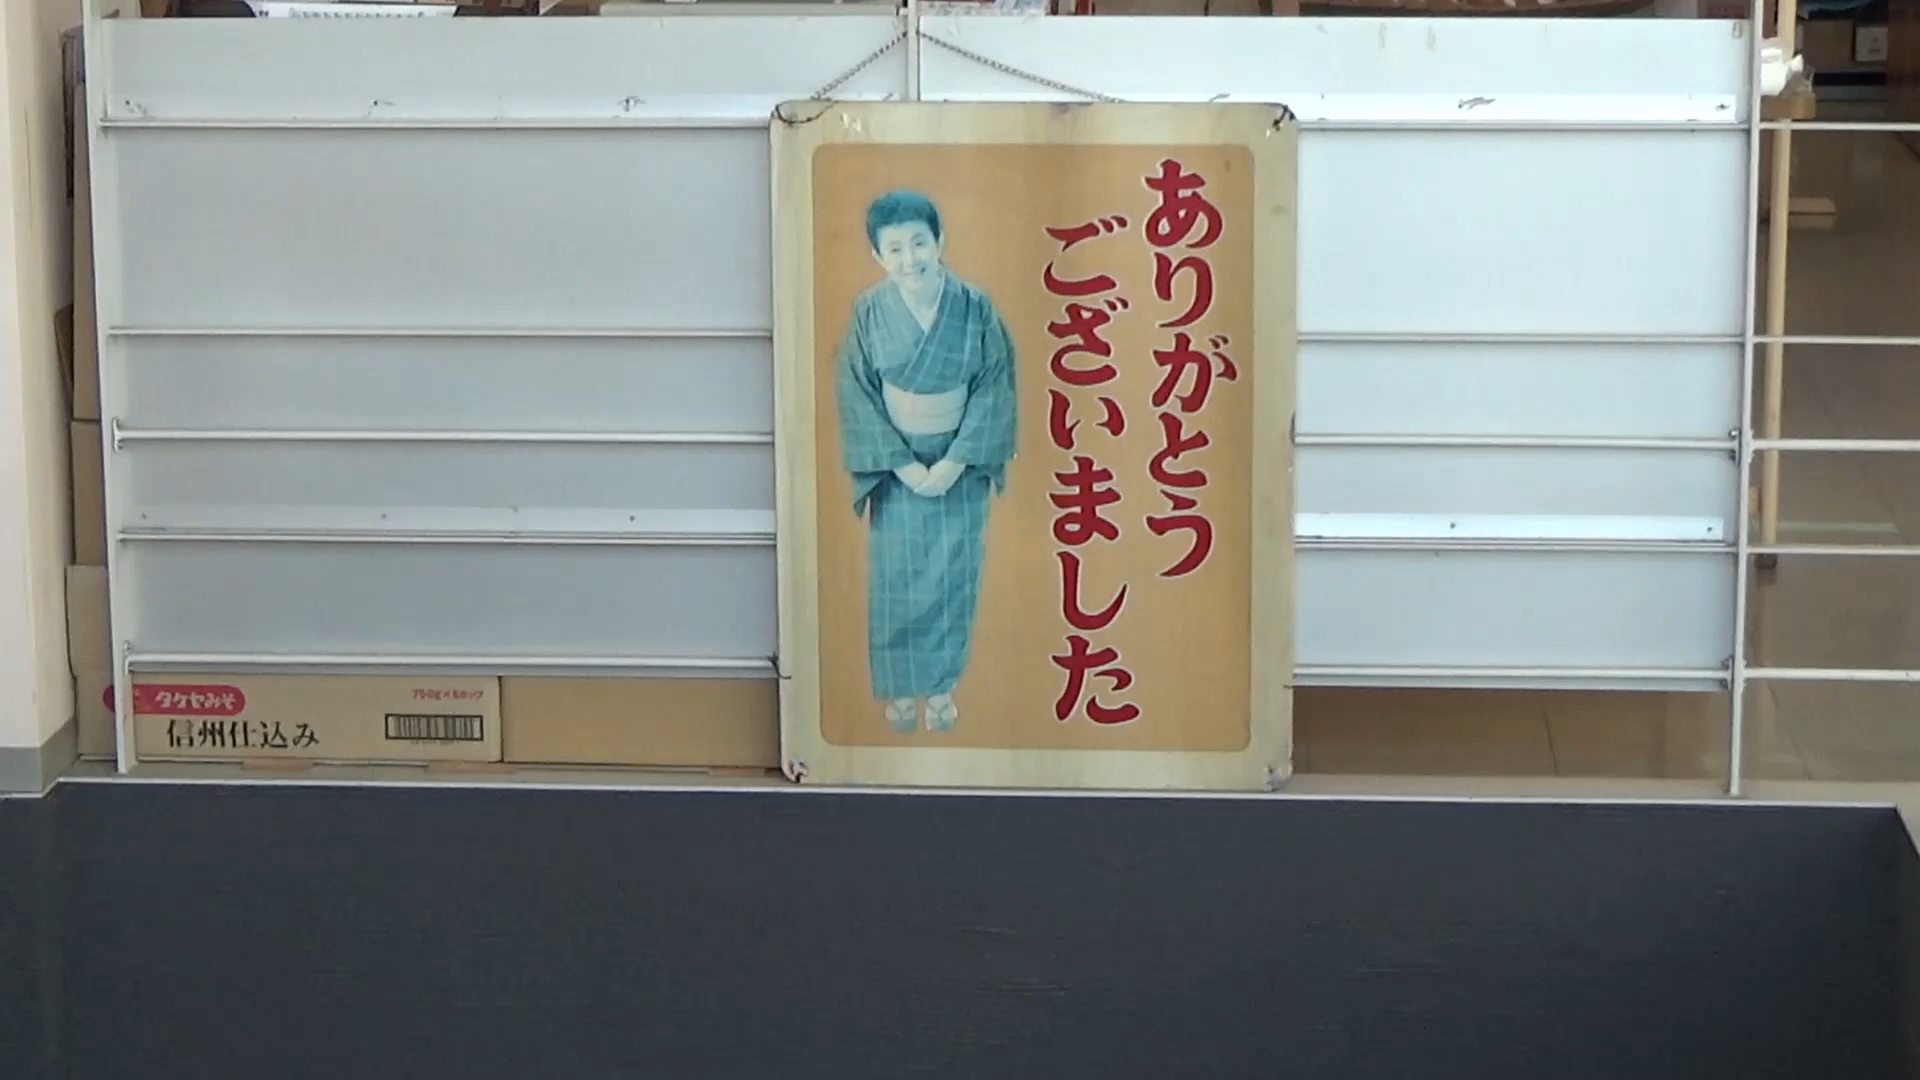 ありがとう
ございました
タケヤみそ
信州仕込み